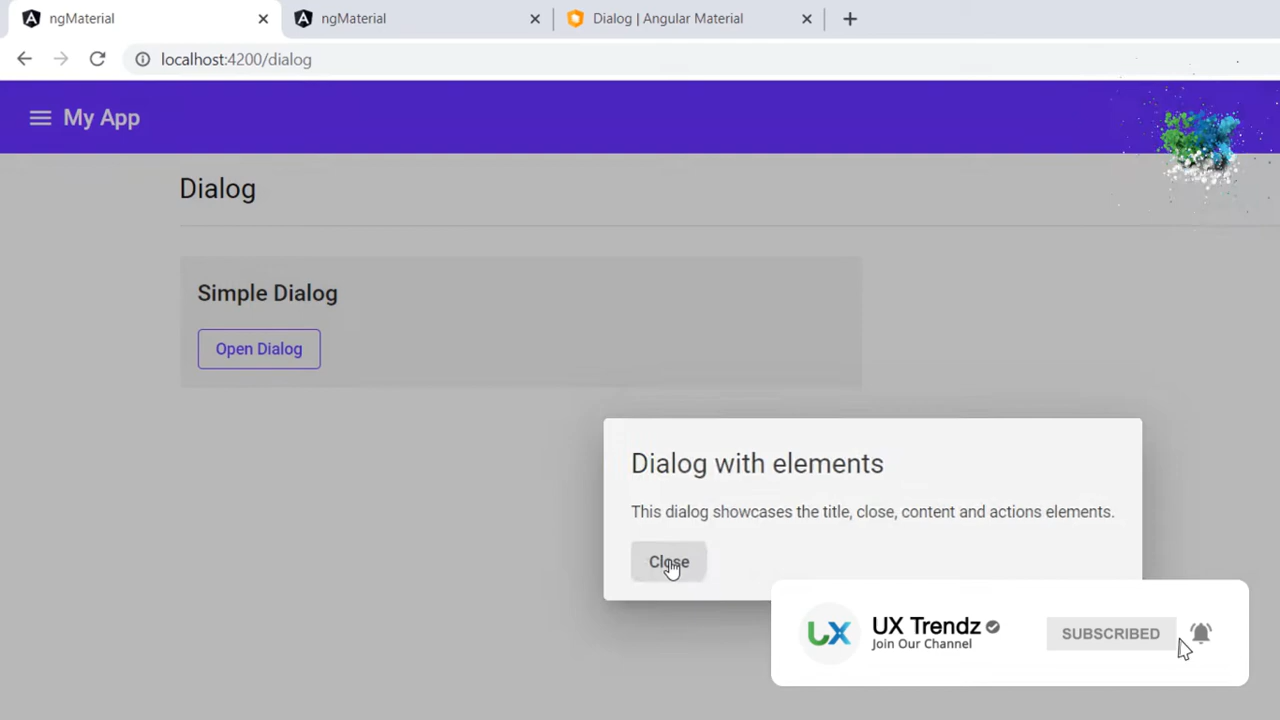 ngMaterial
ngMaterial
Dialog | Angular Material
localhost:4200/dialog
My App
Dialog
Simple Dialog
Open Dialog
Dialog with elements
This dialog showcases the title, close, content and actions elements.
Close
UX Trendz
Join Our Channel
SUBSCRIBED